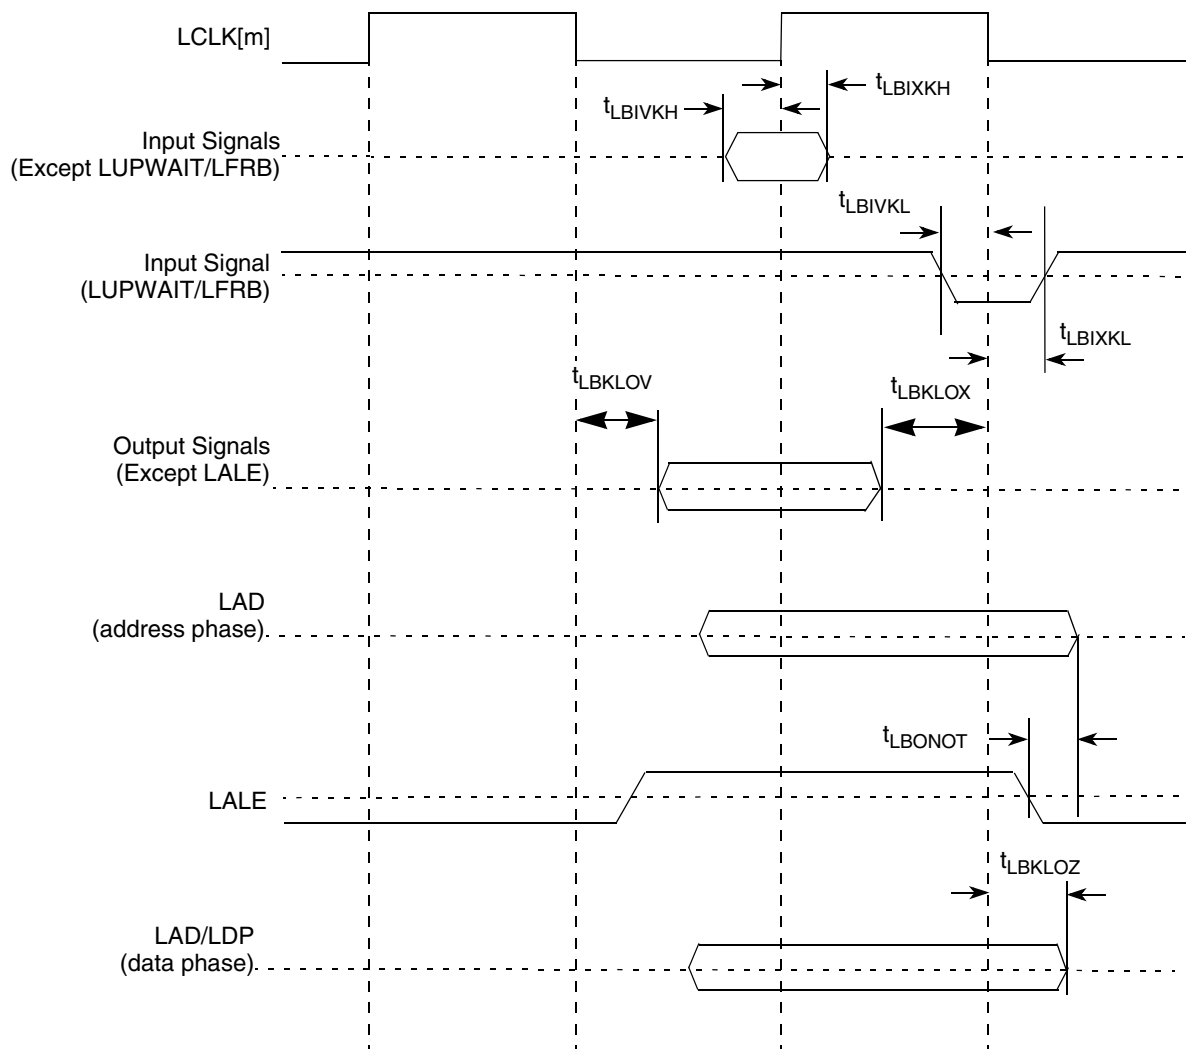 LCLK[m]
tLBIXKH
tLBIVKH
Input Signals
(Except LUPWAIT/LFRB)
tLBIVKL
Input Signal
(LUPWAIT/LFRB)
tLBIXKL
tLBKLOV
tLBKLOX
Output Signals
(Except LALE)
LAD
(address phase)
tLBONOT
LALE
tLBKLOZ
LAD/LDP
(data phase)